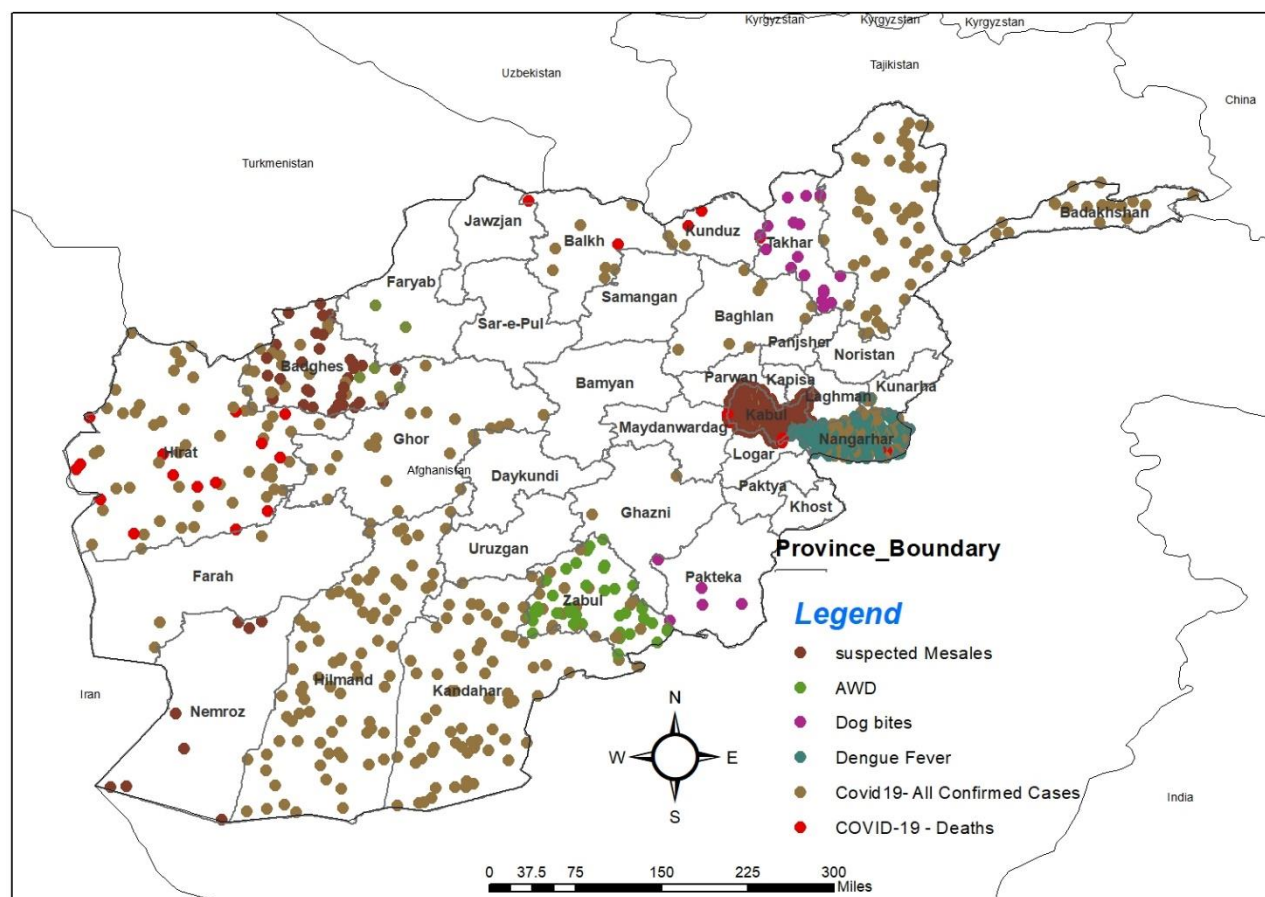 Kyrgyzstan
Kyrgyzstan
Kyrgyzstan
Uzbekistan
Tajikistan
China
Turkmenistan
Jawzjan
Balkh
Kunduz
Takhar
Badakhshan
Faryab
Samangan
Sar-e-Pul
Baghlan
Panjsher
Noristan
Badghes
Bamyan
Parwan
Kapisa
Kunarha
Laghman
Kabul
Maydanwardag
Nangarhar
Hirat
Ghor
Afghanistan
Logar
Daykundi
Paktya
Khost
Ghazni
Uruzgan
Pakteka
Farah
Zabul
Iran
Nemroz
Hilmand
Kandahar
India
Province_Boundary
Legend
suspected Mesales
AWD
Dog bites
Dengue Fever
Covid19- All Confirmed Cases
COVID-19 - Deaths
N
W E
S
0 37.5 75 150 225 300
Miles